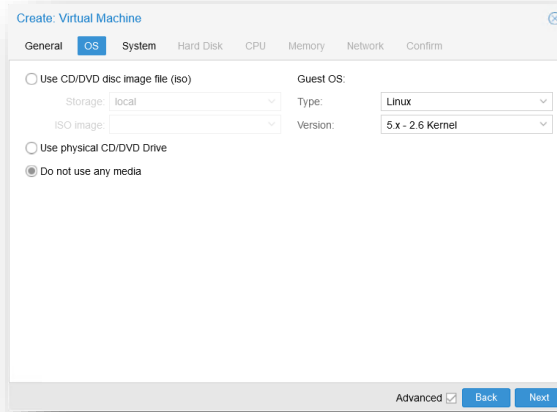 Create: Virtual Machine
General OS System Hard Disk CPU Memory Network Confirm
Use CD/DVD disc image file (iso) Guest OS:
Storage: local Type: Linux
ISO image: Version: 5.x - 2.6 Kernel
Use physical CD/DVD Drive
Do not use any media
Advanced Back Next